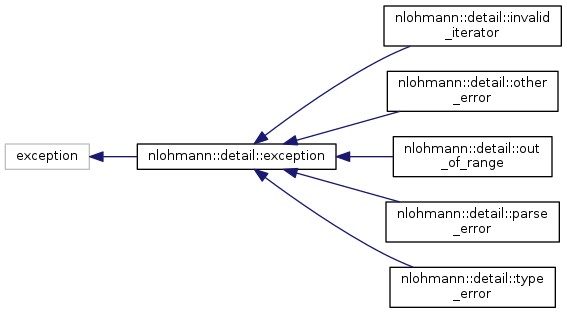 nlohmann::detail::invalid
_iterator
nlohmann::detail::other
_error
exception
nlohmann::detail::exception
nlohmann::detail::out
_of_range
nlohmann::detail::parse
_error
nlohmann::detail::type
_error